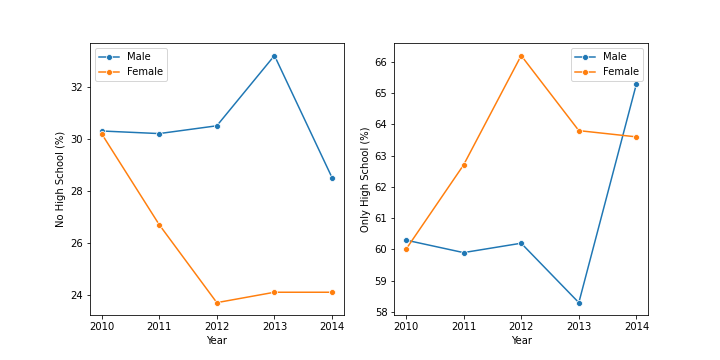 Male
Female
No High School (%)
32
30
28
26
24
2010 2011 2012 2013 2014
Year
Male
Female
Only High School (%)
66
65
64
63
62
61
60
59
58
2010 2011 2012 2013 2014
Year